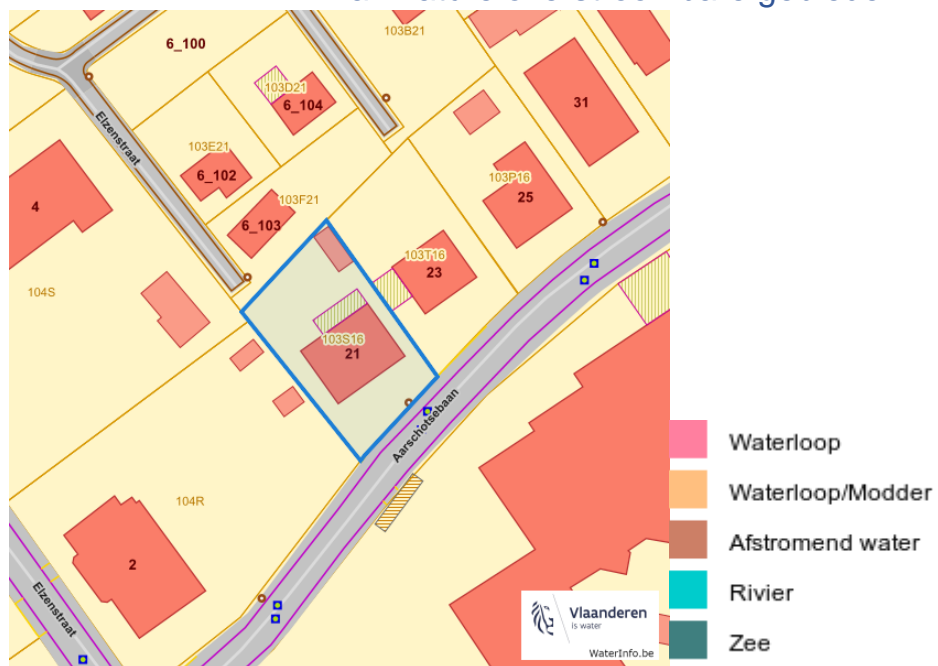 6_100
103B21
103D21
6_104
31
Elzenstraat
103E21
6_102
103P16
25
4
103F21
6_103
103T16
23
104S
103S16
21
Aarschotsebaan
104R
2
Elzenstraat
Vlaanderen
is water
WaterInfo.be
Waterloop
Waterloop/Modder
Afstromend water
Rivier
Zee